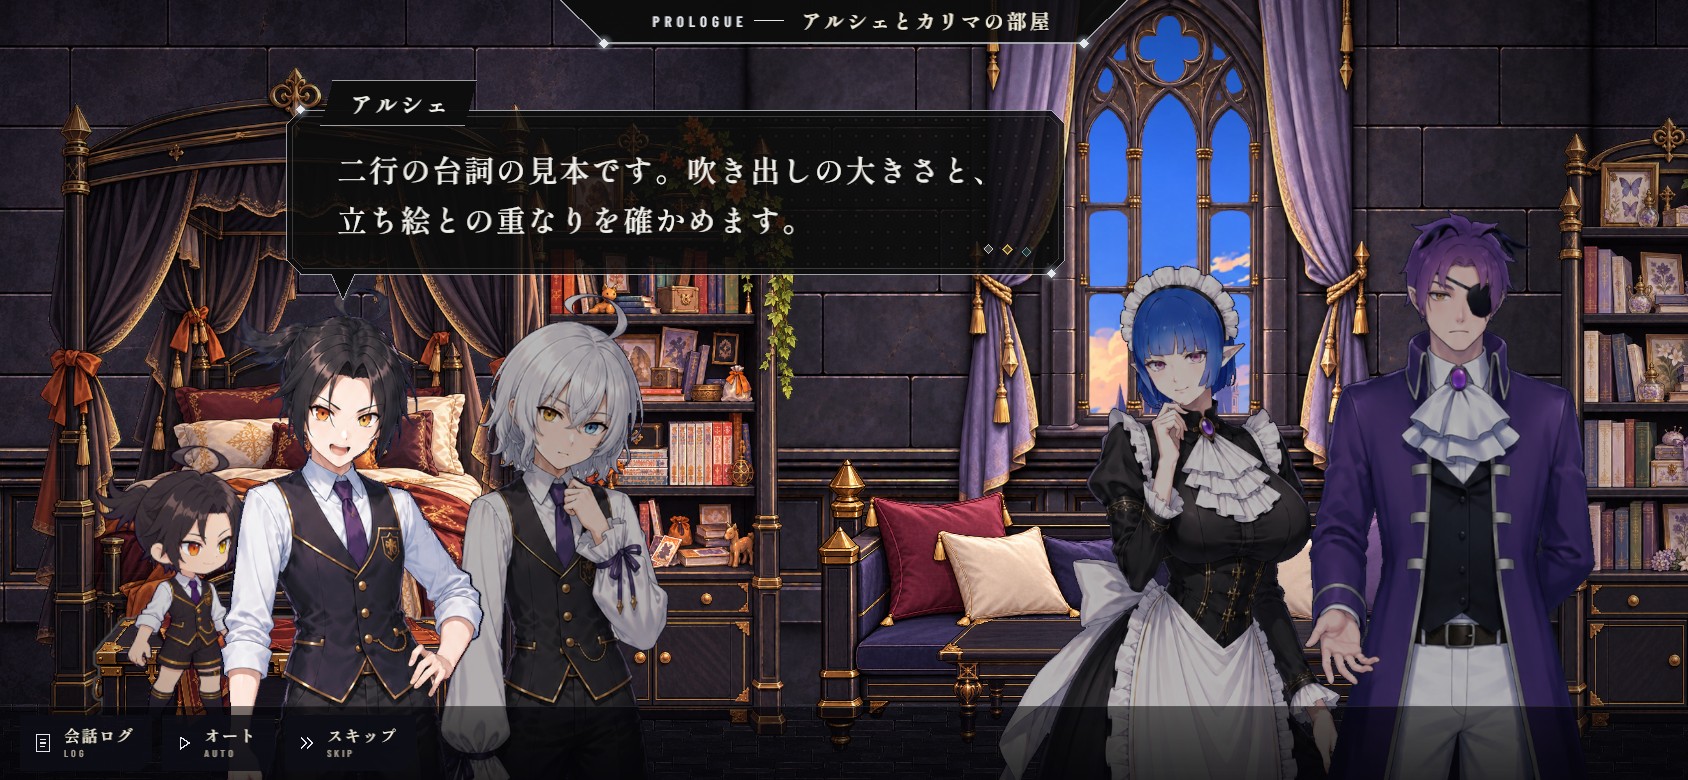 PROLOGUE — アルシェとカリマの部屋
アルシェ
二行の台詞の見本です。吹き出しの大きさと、
立ち絵との重なりを確かめます。
会話ログ
LOG
オート
AUTO
スキップ
SKIP